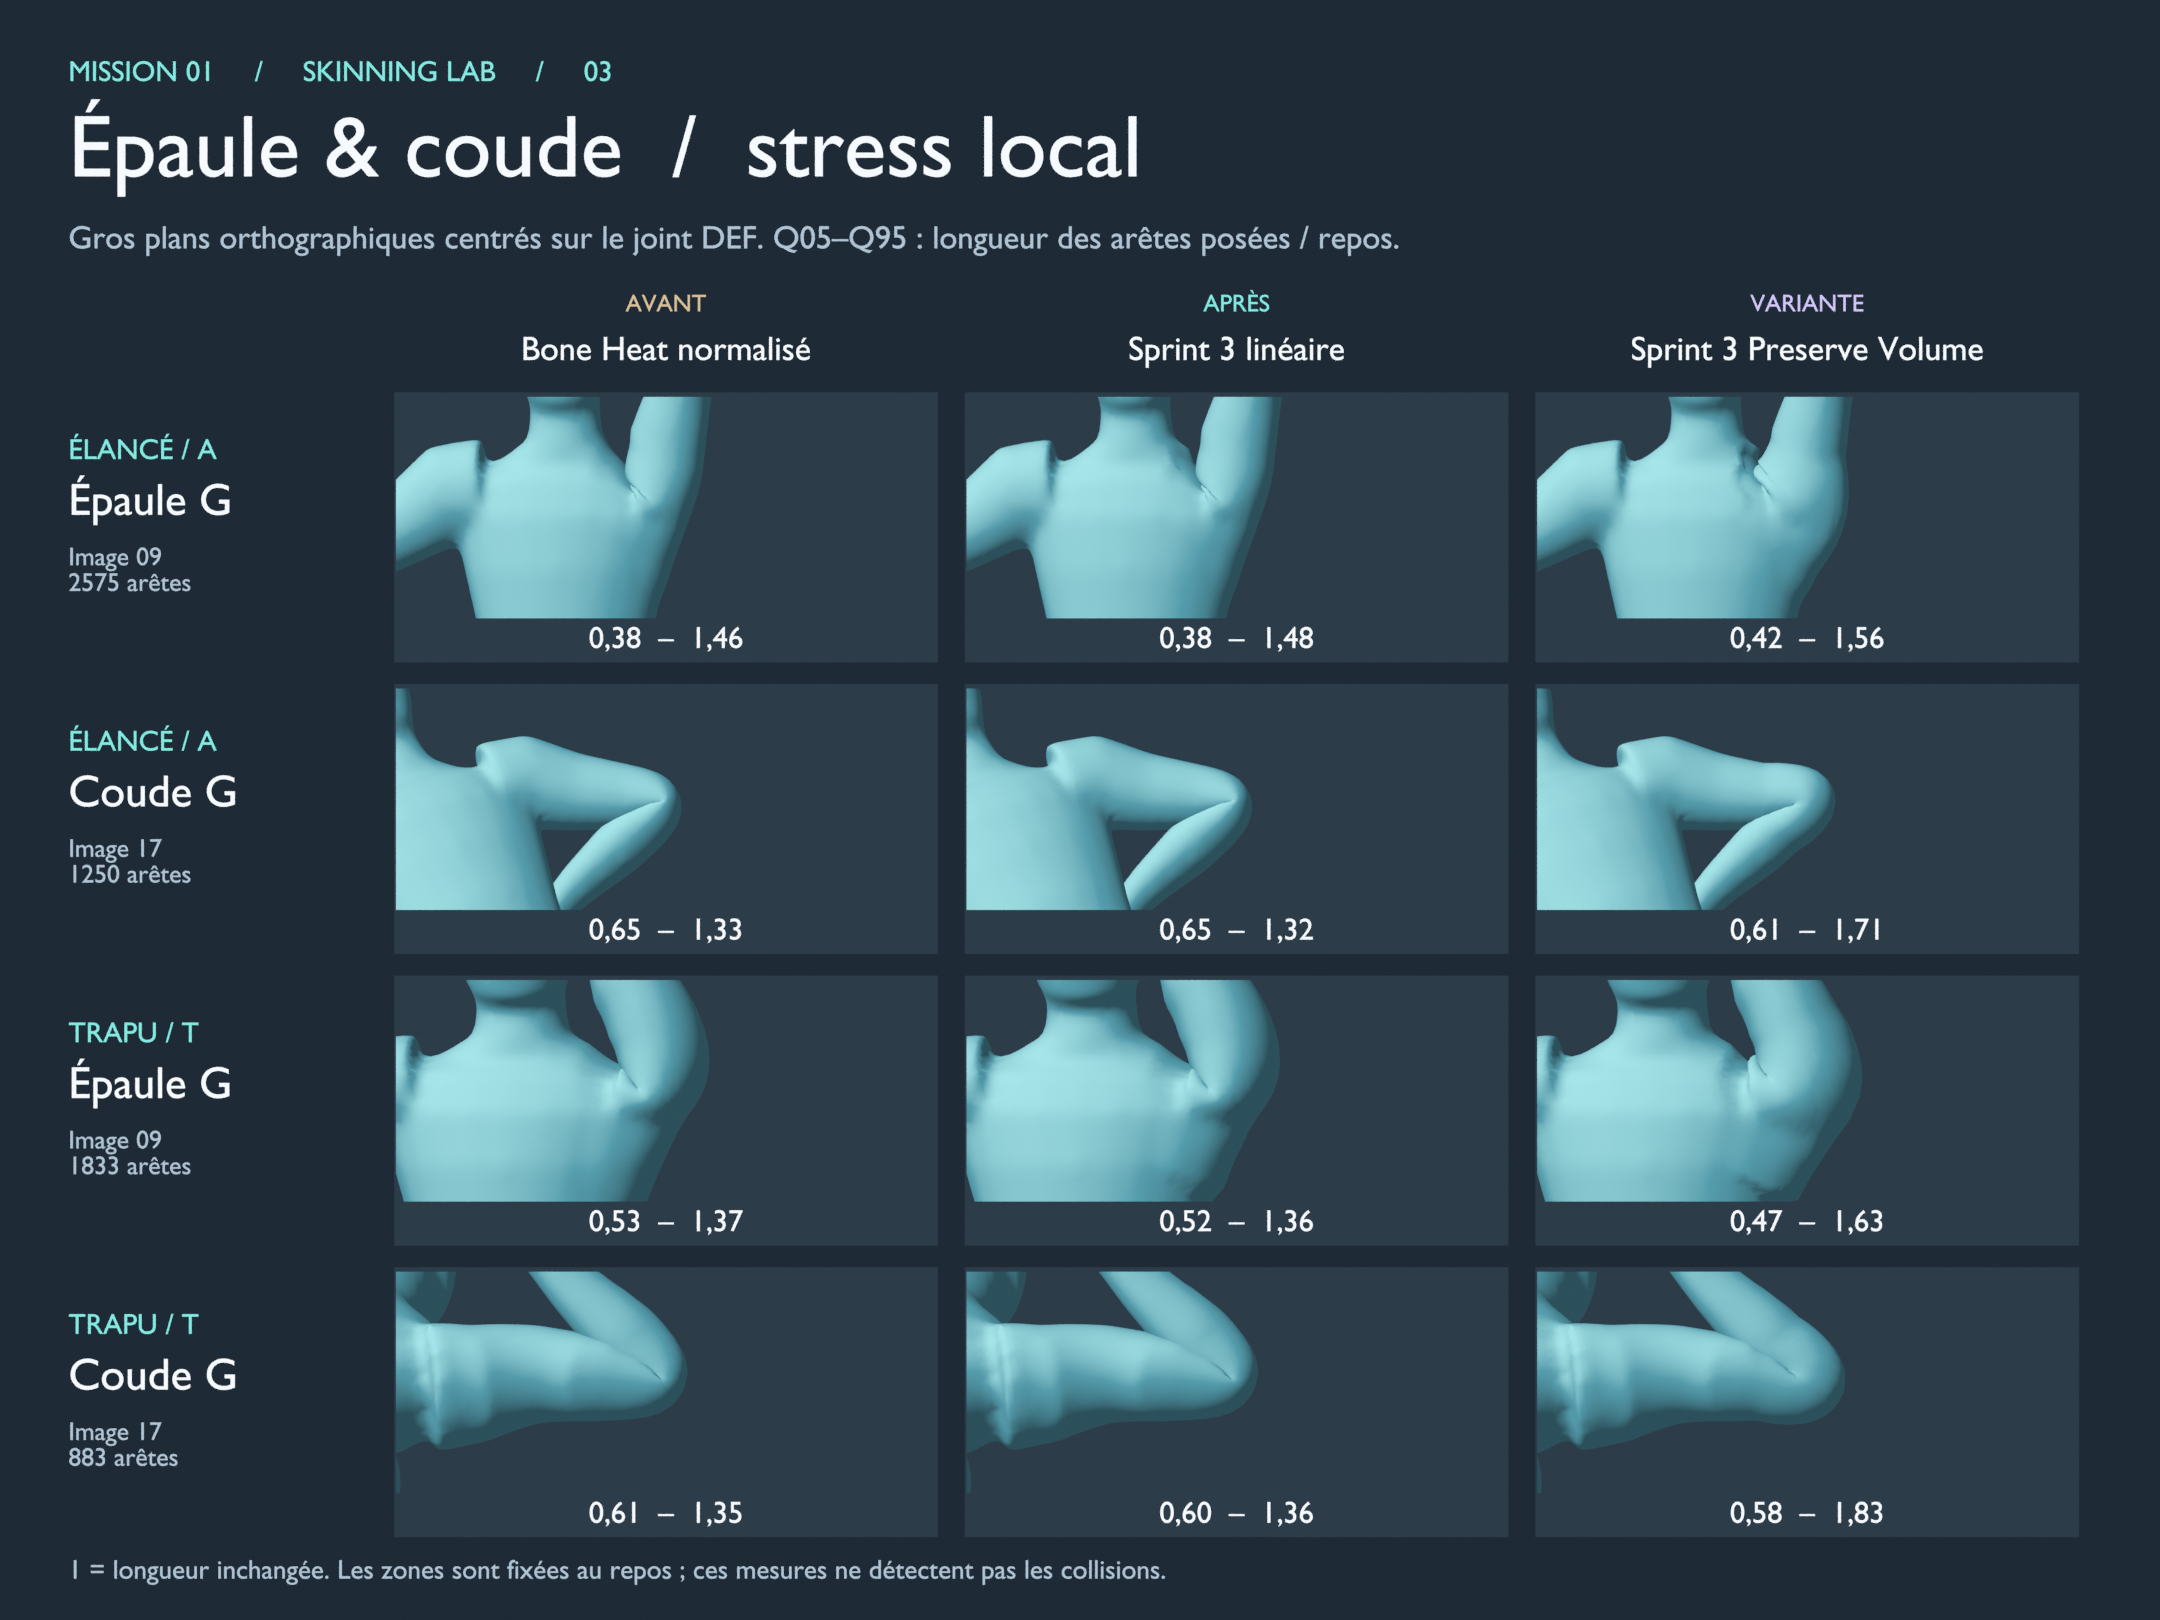 MISSION 01 / SKINNING LAB / 03
Épaule & coude / stress local
Gros plans orthographiques centrés sur le joint DEF. Q05–Q95 : longueur des arêtes posées / repos.
AVANT
Bone Heat normalisé
APRÈS
Sprint 3 linéaire
VARIANTE
Sprint 3 Preserve Volume
ÉLANCÉ / A
Épaule G
Image 09
2575 arêtes
0,38 – 1,46
0,38 – 1,48
0,42 – 1,56
ÉLANCÉ / A
Coude G
Image 17
1250 arêtes
0,65 – 1,33
0,65 – 1,32
0,61 – 1,71
TRAPU / T
Épaule G
Image 09
1833 arêtes
0,53 – 1,37
0,52 – 1,36
0,47 – 1,63
TRAPU / T
Coude G
Image 17
883 arêtes
0,61 – 1,35
0,60 – 1,36
0,58 – 1,83
1 = longueur inchangée. Les zones sont fixées au repos ; ces mesures ne détectent pas les collisions.